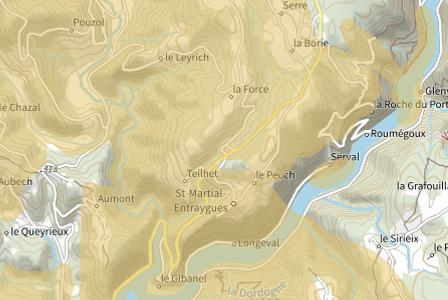 Serre
Pouzol
la Borie
le Leyrich
la Force
Gleny
le Chazal
la Roche du Port
Roumégoux
Serval
Teilhet
Aubech
le Peuch
la Grafouill
St-Martial-
Entraygues
Aumont
le Queyrieux
le Sirieix
Longeval
le Gibanel
la Dordogne